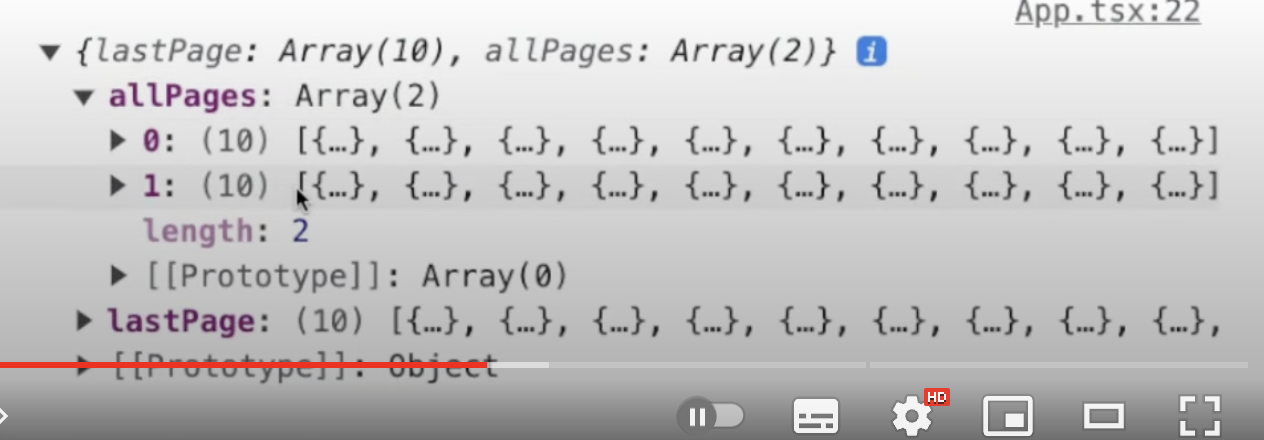 App.tsx:22
▼ {lastPage: Array(10), allPages: Array(2)} i
▼ allPages: Array(2)
▶ 0: (10) [{…}, {…}, {…}, {…}, {…}, {…}, {…}, {…}, {…}, {…}]
▶ 1: (10) [{…}, {…}, {…}, {…}, {…}, {…}, {…}, {…}, {…}, {…}]
length: 2
▶ [[Prototype]]: Array(0)
▶ lastPage: (10) [{…}, {…}, {…}, {…}, {…}, {…}, {…}, {…}, {…},
▶ [[Prototype]]: Object
HD